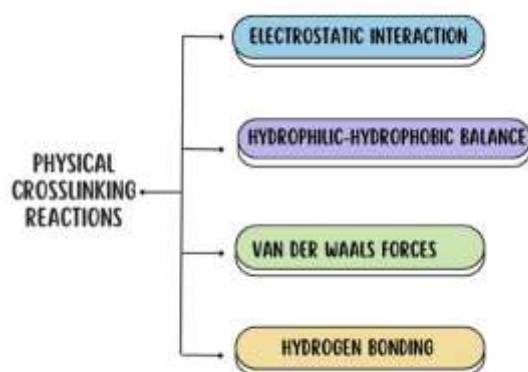 ELECTROSTATIC INTERACTION
HYDROPHILIC-HYDROPHOBIC BALANCE
PHYSICAL
CROSSLINKING
REACTIONS
VAN DER WAALS FORCES
HYDROGEN BONDING